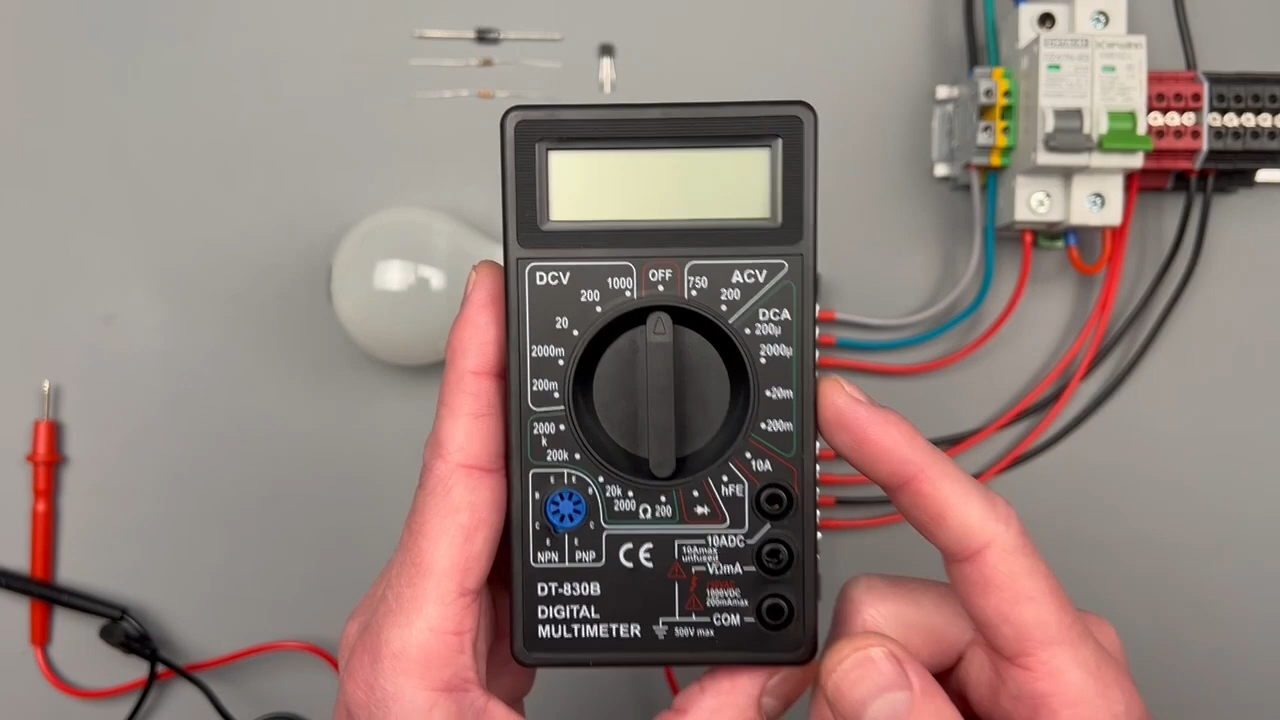 DCV
1000
OFF
750
ACV
200
200
20
DCA
200µ
2000m
2000µ
200m
20m
200m
2000
k
200k
10A
20k
2000
Ω
200
hFE
E
E
B
B
C
C
E
E
NPN
PNP
CE
10ADC
10Amax
unfused
VΩmA
1000VDC
200mAmax
COM
500V max
DT-830B
DIGITAL
MULTIMETER